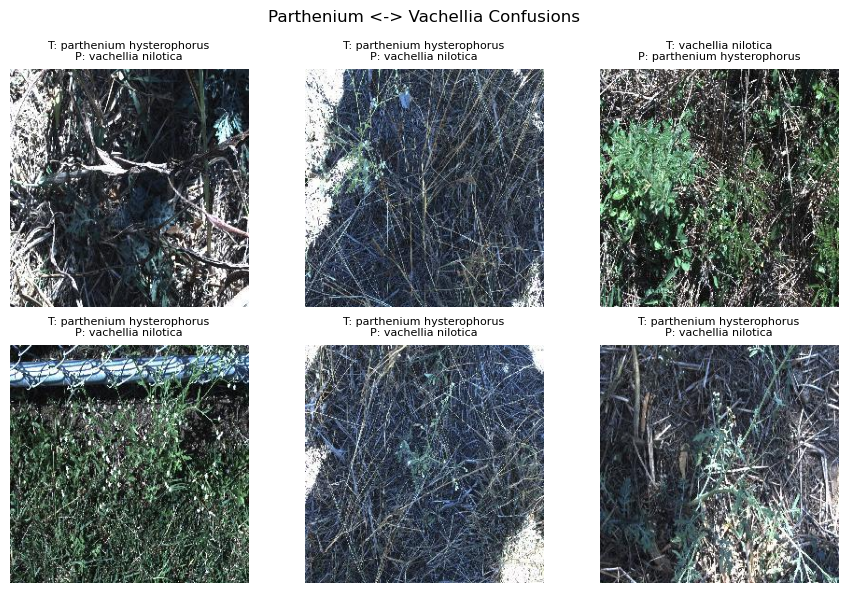 Parthenium <-> Vachellia Confusions
T: parthenium hysterophorus
P: vachellia nilotica
T: parthenium hysterophorus
P: vachellia nilotica
T: vachellia nilotica
P: parthenium hysterophorus
T: parthenium hysterophorus
P: vachellia nilotica
T: parthenium hysterophorus
P: vachellia nilotica
T: parthenium hysterophorus
P: vachellia nilotica